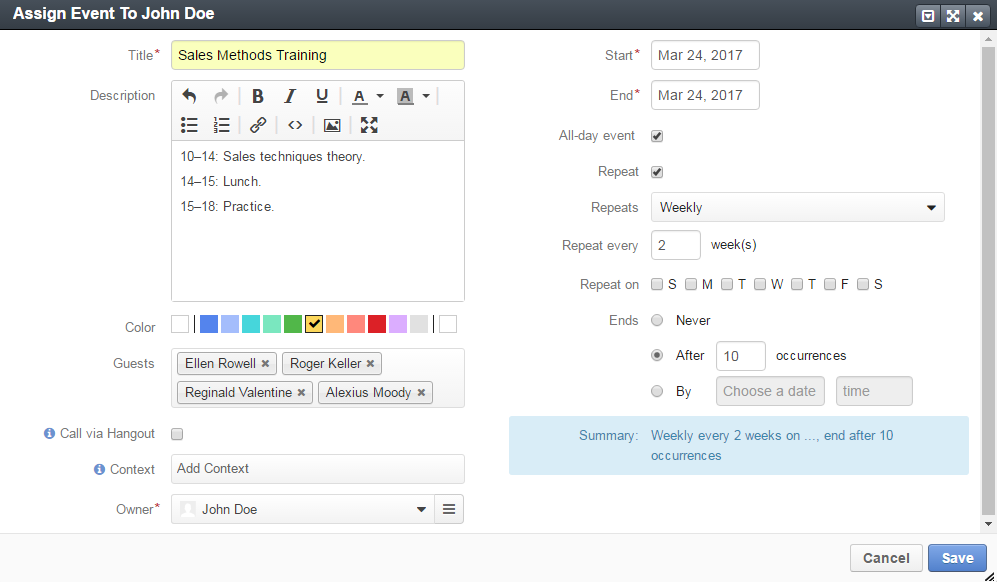 Assign Event To John Doe
Title*
Sales Methods Training
Description
B I U A A
10–14: Sales techniques theory.
14–15: Lunch.
15–18: Practice.
Color
Guests
Ellen Rowell ×
Roger Keller ×
Reginald Valentine ×
Alexius Moody ×
Call via Hangout
Context
Add Context
Owner*
John Doe
Start*
Mar 24, 2017
End*
Mar 24, 2017
All-day event
Repeat
Repeats
Weekly
Repeat every
2
week(s)
Repeat on
S M T W T F S
Ends
Never
After 10 occurrences
By Choose a date time
Summary: Weekly every 2 weeks on ..., end after 10
occurrences
Cancel
Save